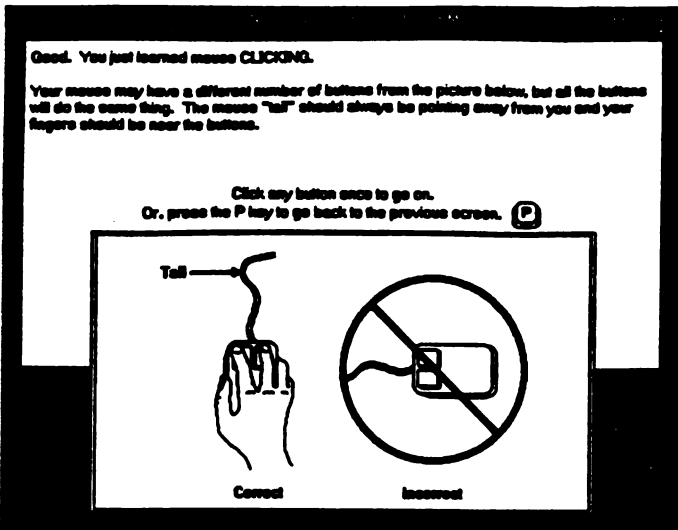 Good. You just learned mouse CLICKING.
Your mouse may have a different number of buttons from the picture below, but all the buttons
will do the same thing. The mouse "tail" should always be pointing away from you and your
fingers should be near the buttons.
Click any button once to go on.
Or, press the P key to go back to the previous screen. P
Tail
Correct
Incorrect